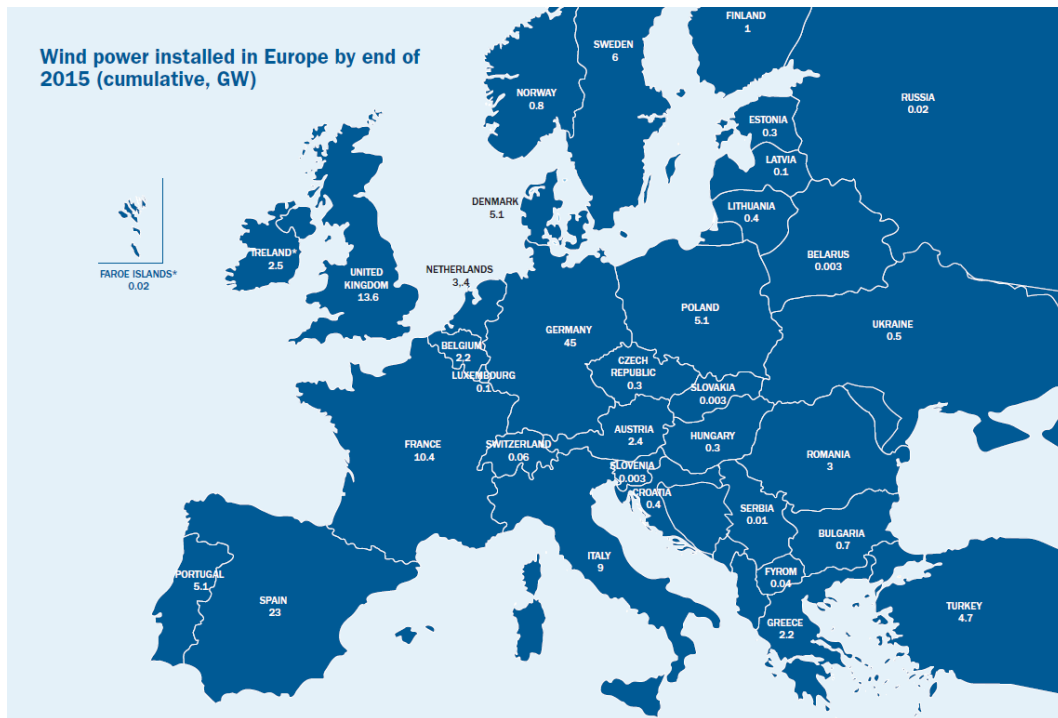 Wind power installed in Europe by end of
2015 (cumulative, GW)
FINLAND
1
SWEDEN
6
NORWAY
0.8
RUSSIA
0.02
ESTONIA
0.3
LATVIA
0.1
LITHUANIA
0.4
DENMARK
5.1
BELARUS
0.003
IRELAND*
2.5
FAROE ISLANDS*
0.02
UNITED
KINGDOM
13.6
NETHERLANDS
3,.4
POLAND
5.1
GERMANY
45
UKRAINE
0.5
BELGIUM
2.2
LUXEMBOURG
0.1
CZECH
REPUBLIC
0.3
SLOVAKIA
0.003
FRANCE
10.4
SWITZERLAND
0.06
AUSTRIA
2.4
HUNGARY
0.3
ROMANIA
3
SLOVENIA
0.003
CROATIA
0.4
SERBIA
0.01
BULGARIA
0.7
ITALY
9
FYROM
0.04
PORTUGAL
5.1
SPAIN
23
GREECE
2.2
TURKEY
4.7